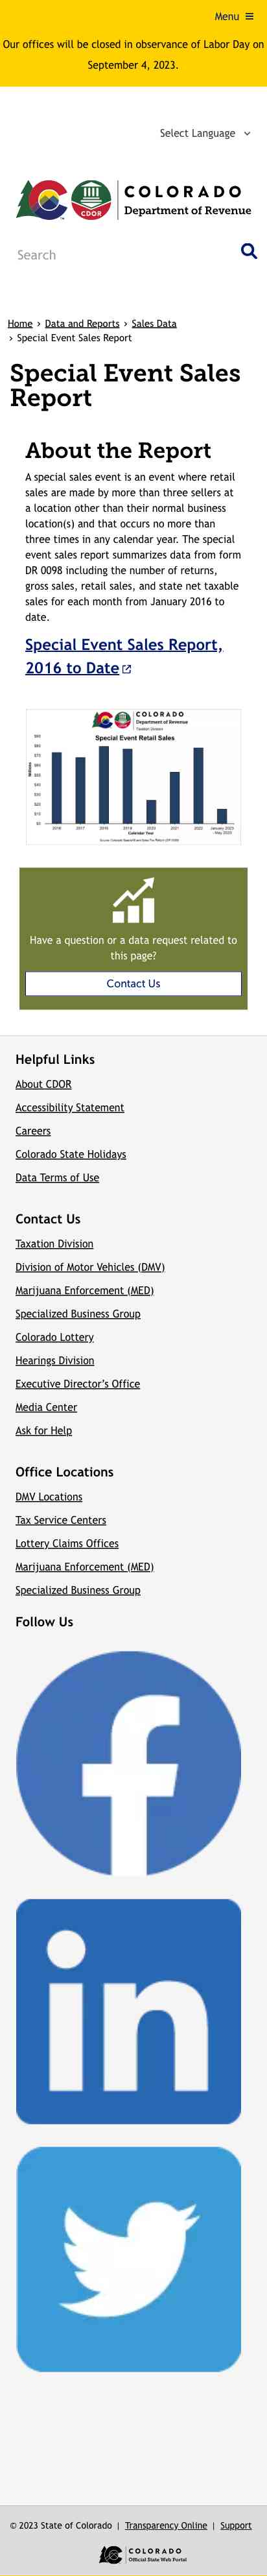 Menu
Our offices will be closed in observance of Labor Day on
September 4, 2023.
Select Language
COLORADO
CDOR
Department of Revenue
Search
Home › Data and Reports › Sales Data
› Special Event Sales Report
Special Event Sales
Report
About the Report
A special sales event is an event where retail
sales are made by more than three sellers at
a location other than their normal business
location(s) and that occurs no more than
three times in any calendar year. The special
event sales report summarizes data from form
DR 0098 including the number of returns,
gross sales, retail sales, and state net taxable
sales for each month from January 2016 to
date.
Special Event Sales Report,
2016 to Date
COLORADO
Department of Revenue
Taxation Division
Special Event Retail Sales
Millions
$90
$80
$70
$60
$50
$40
$30
$20
$10
$0
2016 2017 2018 2019 2020 2021 2022 January 2023
- May 2023
Calendar Year
Have a question or a data request related to
this page?
Contact Us
Helpful Links
About CDOR
Accessibility Statement
Careers
Colorado State Holidays
Data Terms of Use
Contact Us
Taxation Division
Division of Motor Vehicles (DMV)
Marijuana Enforcement (MED)
Specialized Business Group
Colorado Lottery
Hearings Division
Executive Director’s Office
Media Center
Ask for Help
Office Locations
DMV Locations
Tax Service Centers
Lottery Claims Offices
Marijuana Enforcement (MED)
Specialized Business Group
Follow Us
© 2023 State of Colorado | Transparency Online | Support
COLORADO
Official State Web Portal